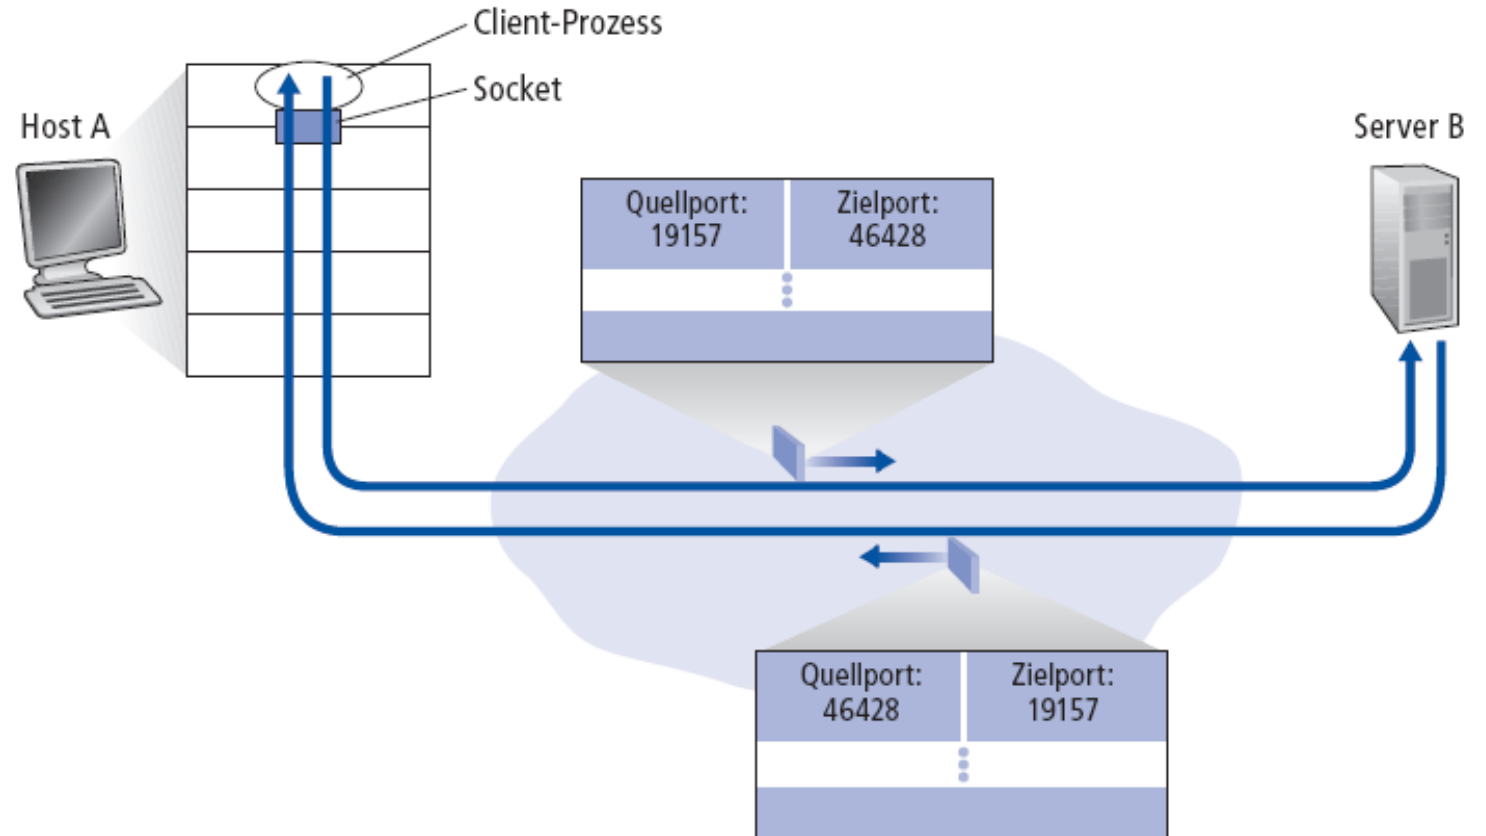 Client-Prozess
Socket
Host A
Server B
Quellport:
19157
Zielport:
46428
Quellport:
46428
Zielport:
19157